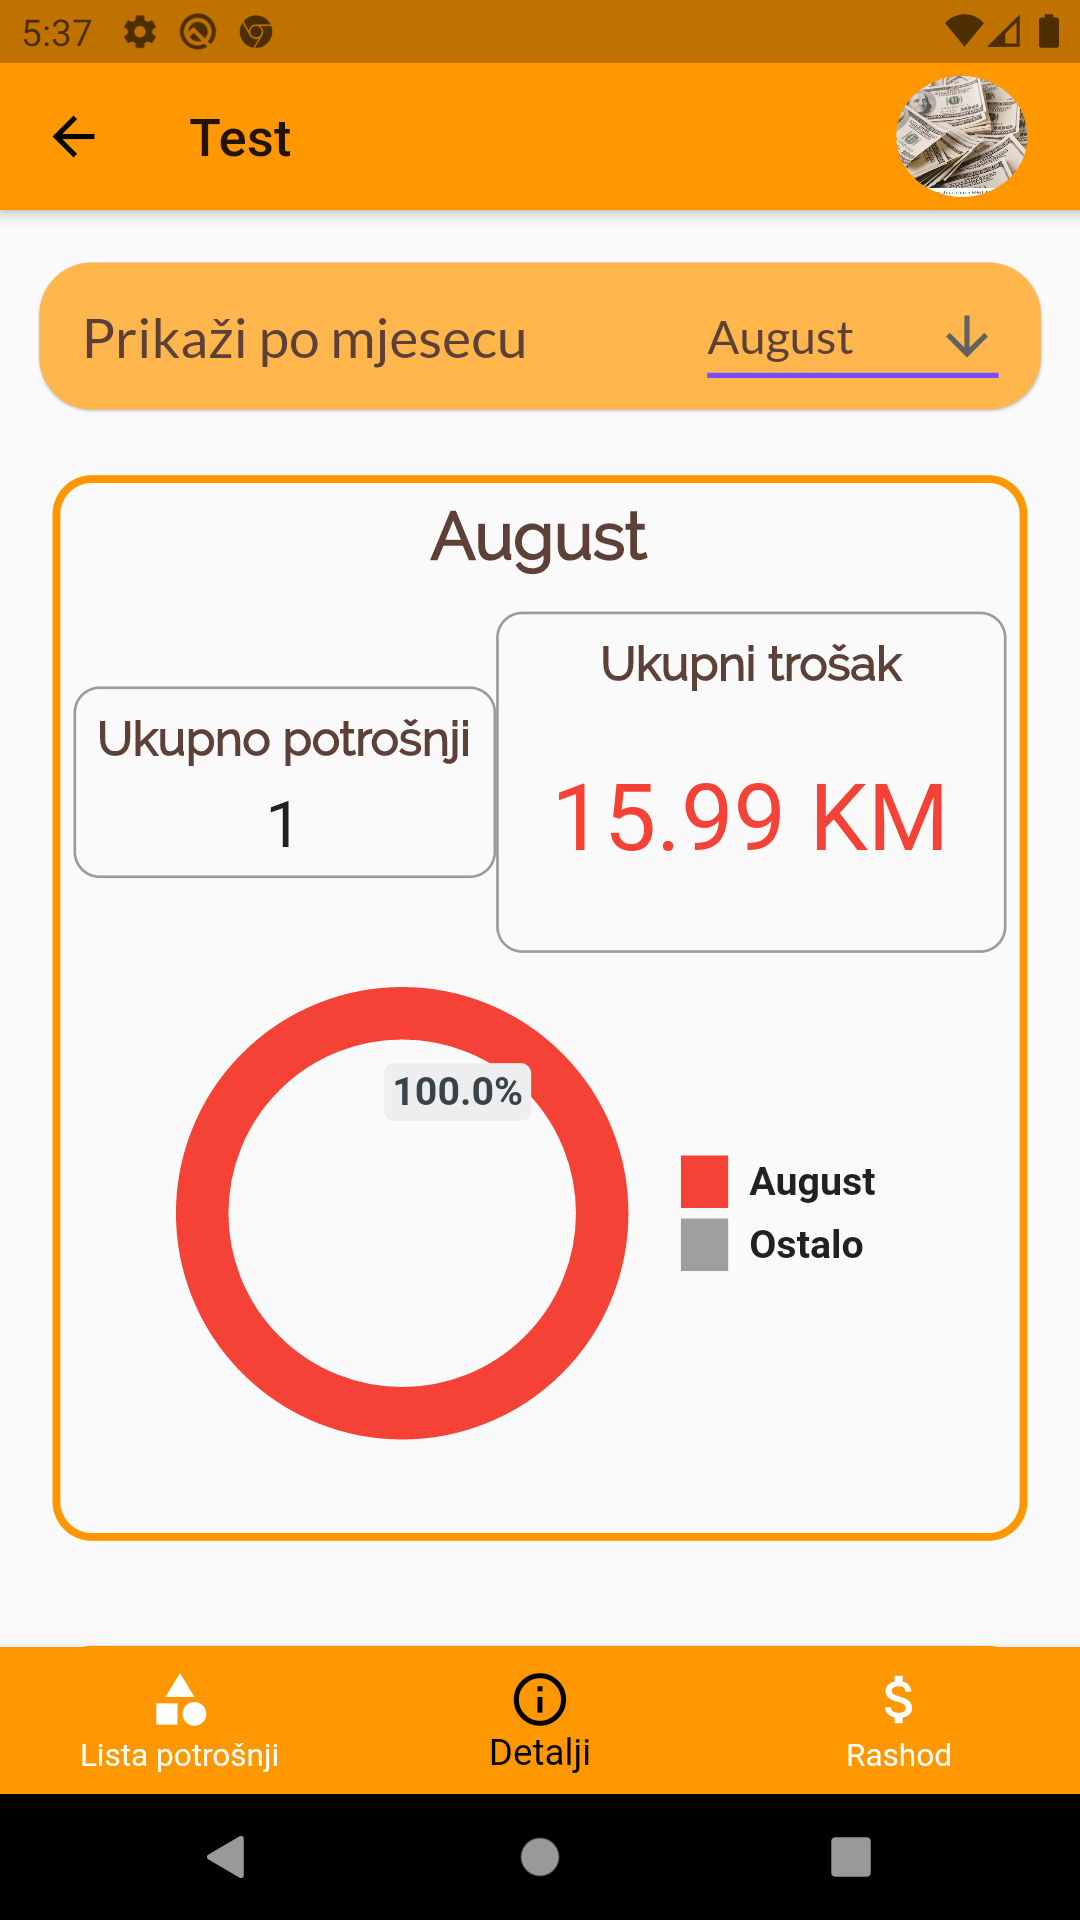 5:37
Test
Prikaži po mjesecu
August
August
Ukupni trošak
Ukupno potrošnji
15.99 KM
1
100.0%
August
Ostalo
Lista potrošnji
Detalji
Rashod